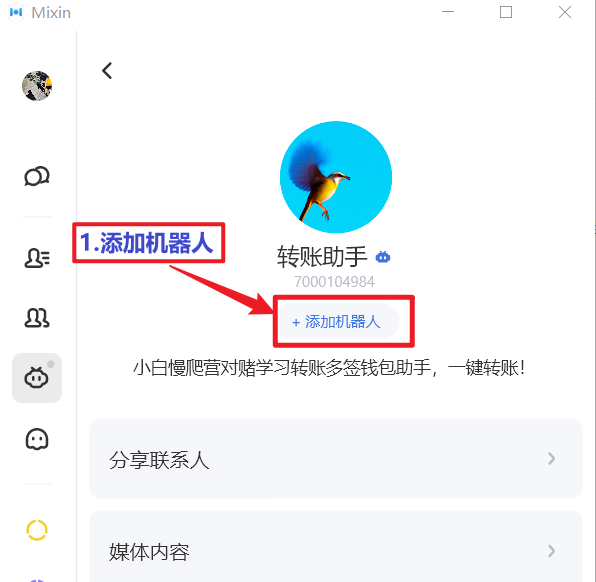 Mixin
1.添加机器人
转账助手
7000104984
+ 添加机器人
小白慢爬营对赌学习转账多签钱包助手，一键转账！
分享联系人
媒体内容